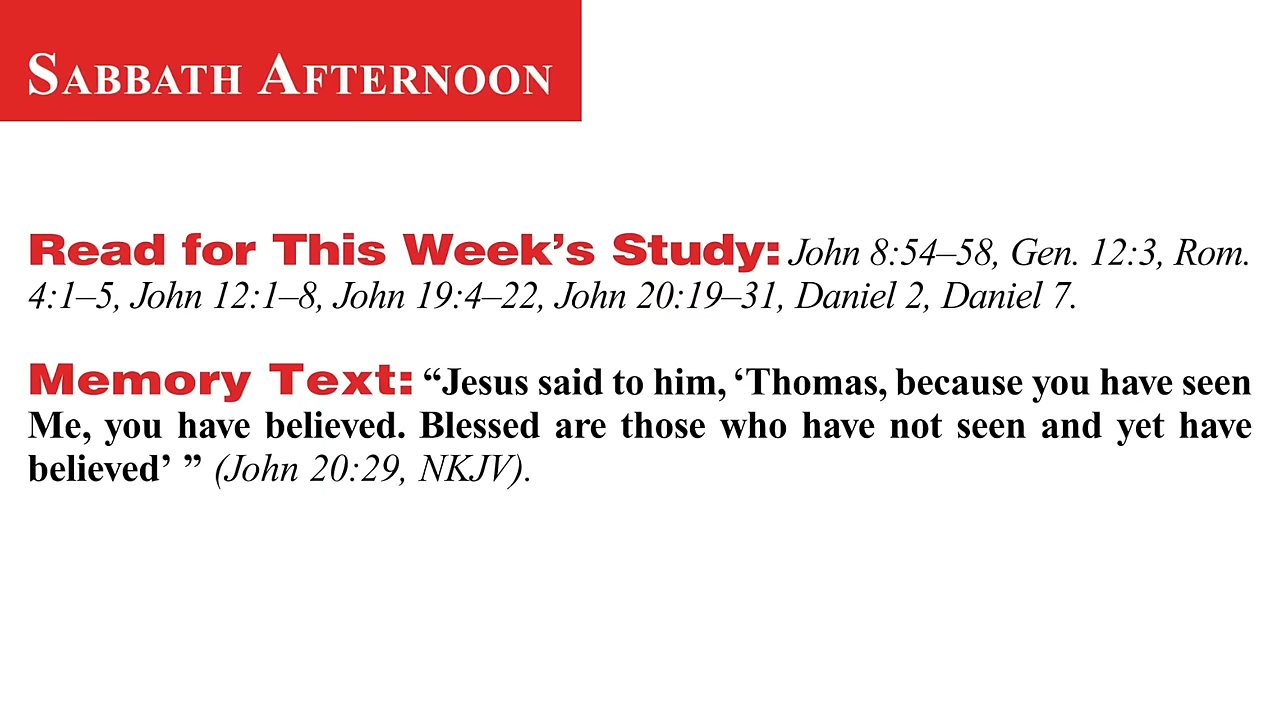 SABBATH AFTERNOON
Read for This Week’s Study: John 8:54–58, Gen. 12:3, Rom.
4:1–5, John 12:1–8, John 19:4–22, John 20:19–31, Daniel 2, Daniel 7.
Memory Text: “Jesus said to him, ‘Thomas, because you have seen
Me, you have believed. Blessed are those who have not seen and yet have
believed’ ” (John 20:29, NKJV).